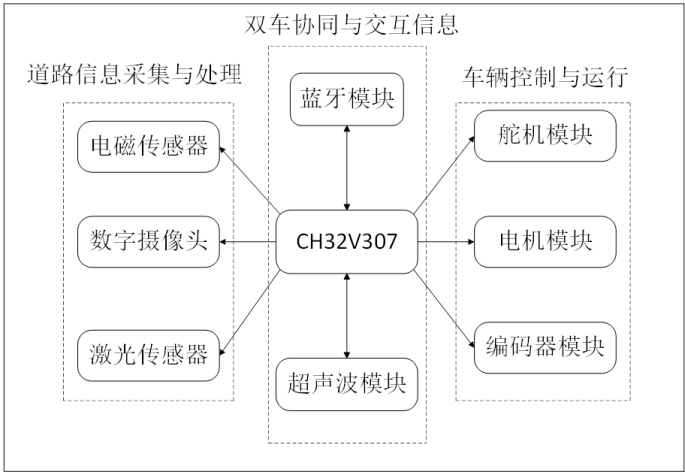 双车协同与交互信息
道路信息采集与处理
车辆控制与运行
蓝牙模块
电磁传感器
舵机模块
数字摄像头
CH32V307
电机模块
激光传感器
超声波模块
编码器模块